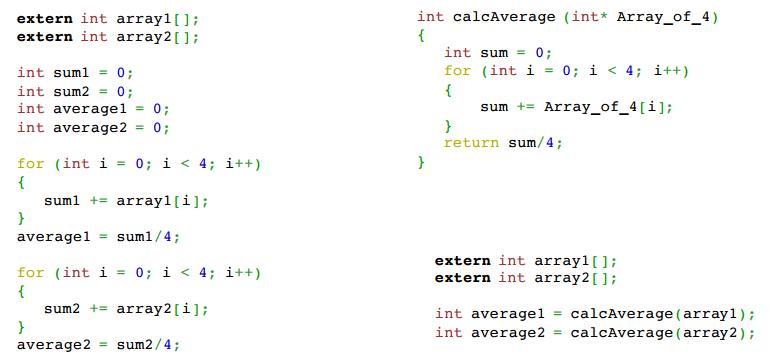 extern int array1[];
extern int array2[];
int sum1 = 0;
int sum2 = 0;
int average1 = 0;
int average2 = 0;
for (int i = 0; i < 4; i++)
{
sum1 += array1[i];
}
average1 = sum1/4;
for (int i = 0; i < 4; i++)
{
sum2 += array2[i];
}
average2 = sum2/4;
int calcAverage (int* Array_of_4)
{
int sum = 0;
for (int i = 0; i < 4; i++)
{
sum += Array_of_4[i];
}
return sum/4;
}
extern int array1[];
extern int array2[];
int average1 = calcAverage(array1);
int average2 = calcAverage(array2);